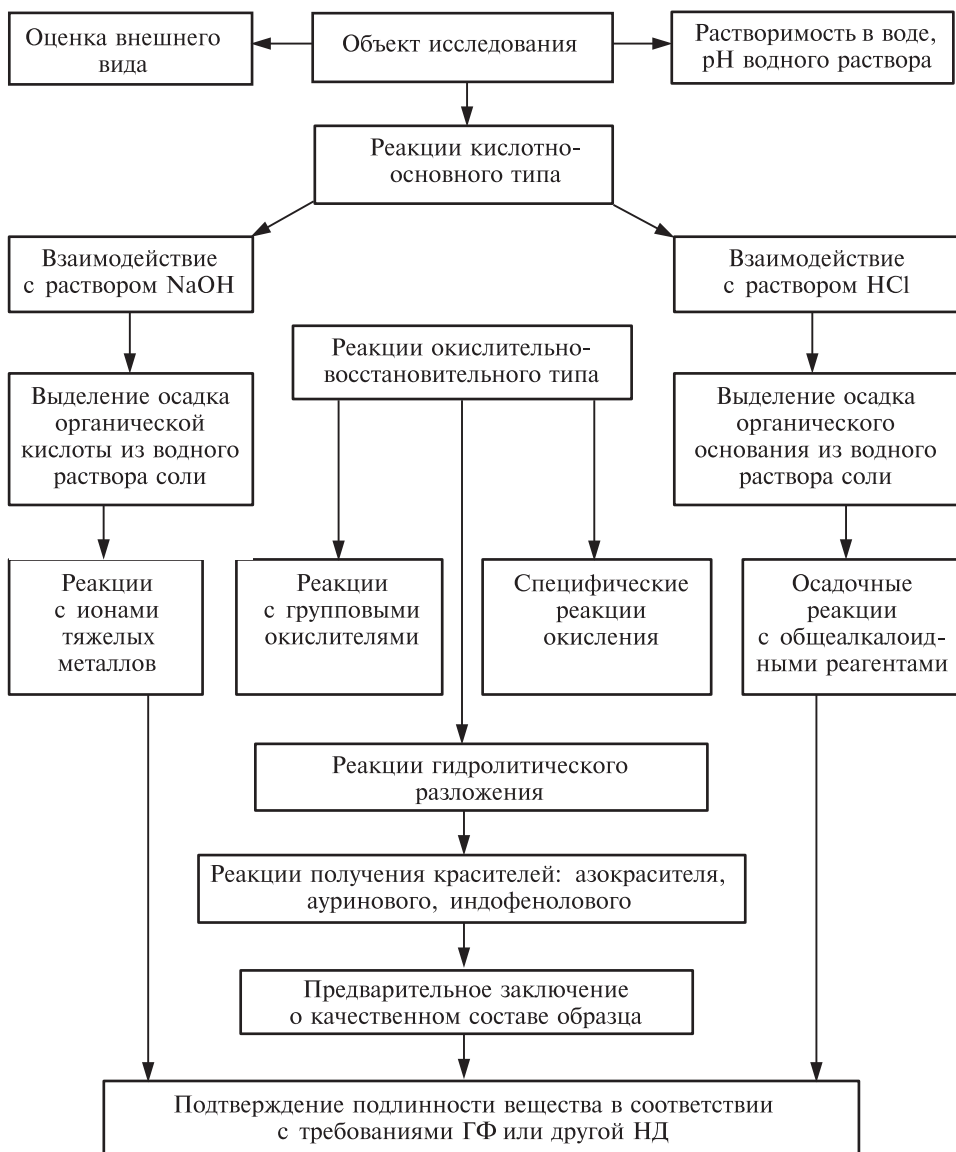 Оценка внешнего
вида
Объект исследования
Растворимость в воде,
pH водного раствора
Реакции кислотно-
основного типа
Взаимодействие
с раствором NaOH
Взаимодействие
с раствором HCl
Реакции окислительно-
восстановительного типа
Выделение осадка
органической
кислоты из водного
раствора соли
Выделение осадка
органического
основания из водного
раствора соли
Реакции
с ионами
тяжелых
металлов
Реакции
с групповыми
окислителями
Специфические
реакции
окисления
Осадочные
реакции
с общеалкалоид-
ными реагентами
Реакции гидролитического
разложения
Реакции получения красителей: азокрасителя,
ауринового, индофенолового
Предварительное заключение
о качественном составе образца
Подтверждение подлинности вещества в соответствии
с требованиями ГФ или другой НД